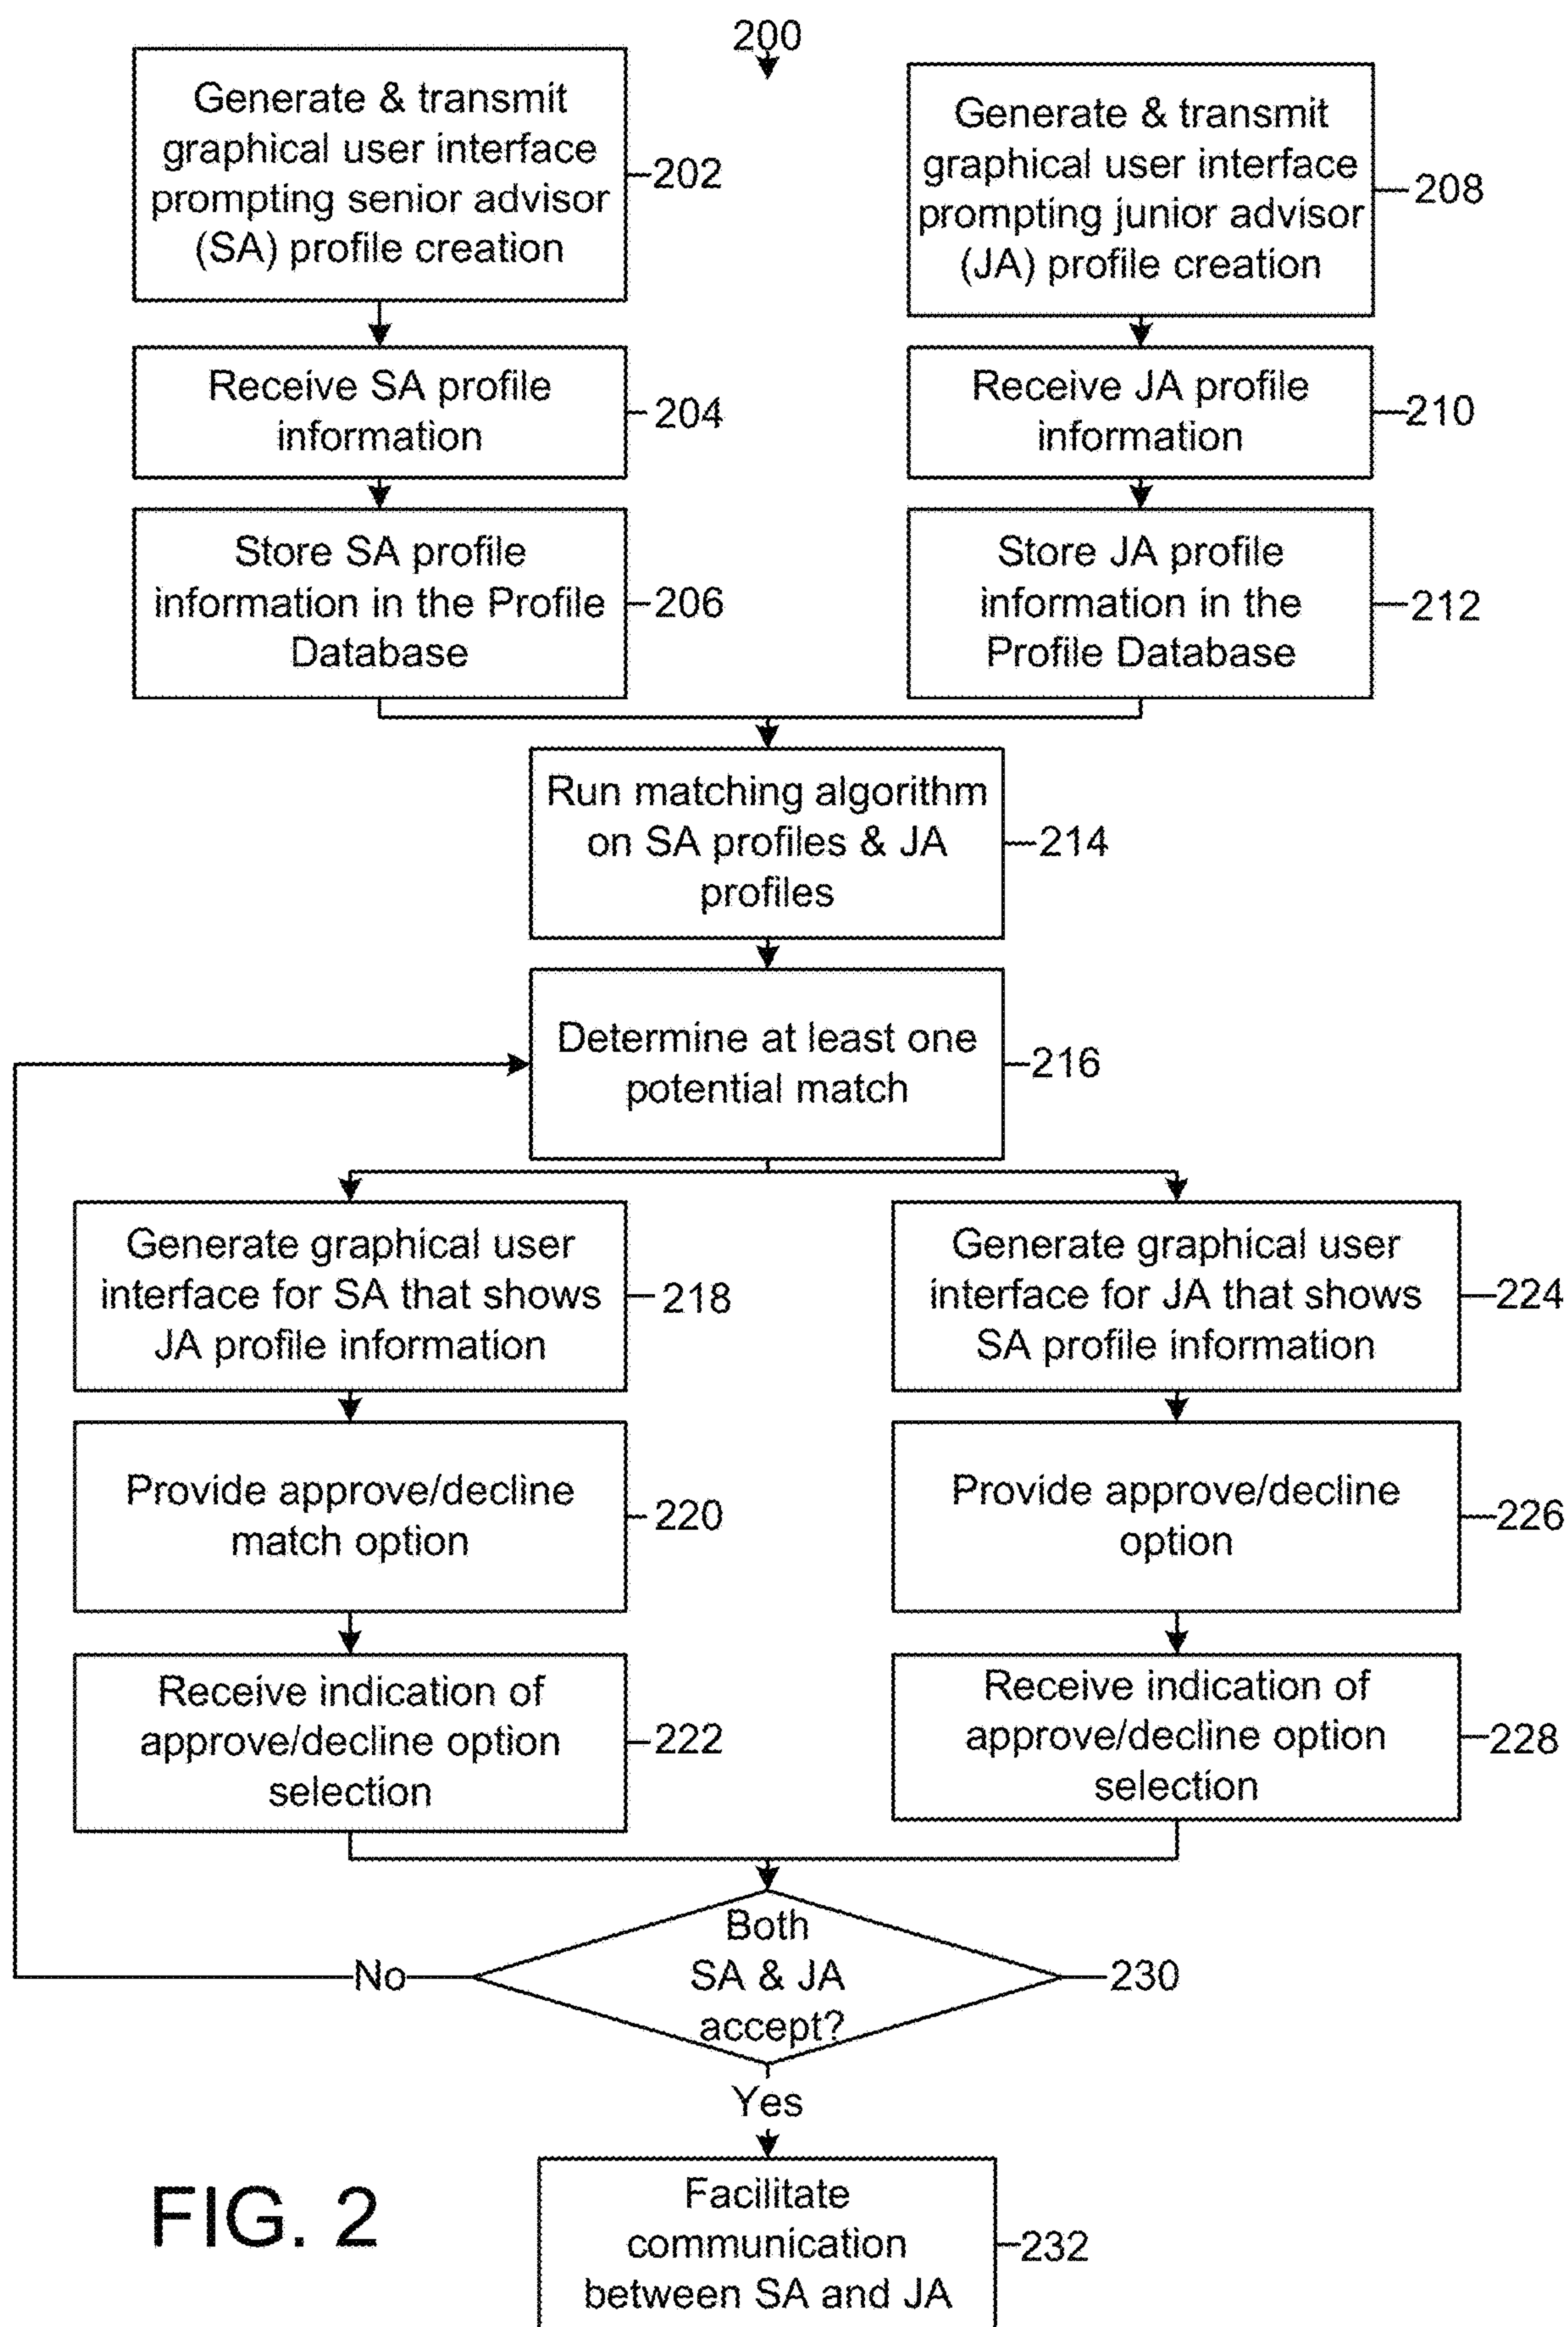 200
Generate & transmit
graphical user interface
prompting senior advisor
(SA) profile creation
202
Generate & transmit
graphical user interface
prompting junior advisor
(JA) profile creation
208
Receive SA profile
information
204
Receive JA profile
information
210
Store SA profile
information in the Profile
Database
206
Store JA profile
information in the
Profile Database
212
Run matching algorithm
on SA profiles & JA
profiles
214
Determine at least one
potential match
216
Generate graphical user
interface for SA that shows
JA profile information
218
Generate graphical user
interface for JA that shows
SA profile information
224
Provide approve/decline
match option
220
Provide approve/decline
option
226
Receive indication of
approve/decline option
selection
222
Receive indication of
approve/decline option
selection
228
Both
SA & JA
accept?
230
No
Yes
Facilitate
communication
between SA and JA
232
FIG. 2